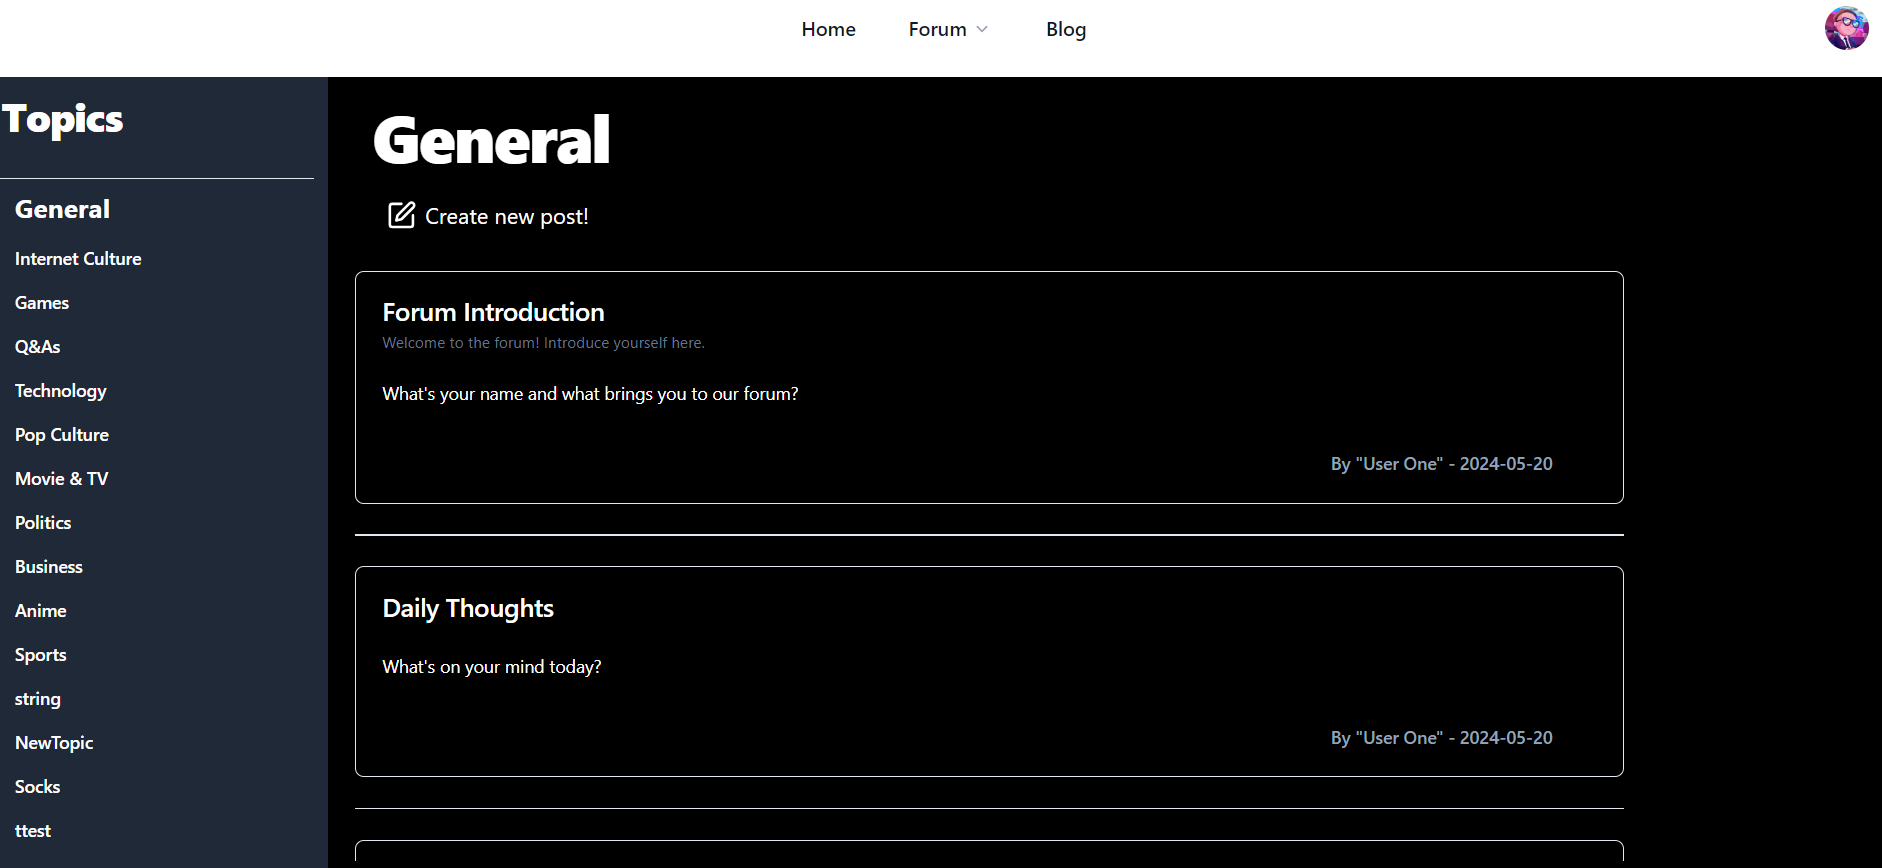 Home Forum Blog
Topics
General
Internet Culture
Games
Q&As
Technology
Pop Culture
Movie & TV
Politics
Business
Anime
Sports
string
NewTopic
Socks
ttest
General
Create new post!
Forum Introduction
Welcome to the forum! Introduce yourself here.
What's your name and what brings you to our forum?
By "User One" - 2024-05-20
Daily Thoughts
What's on your mind today?
By "User One" - 2024-05-20